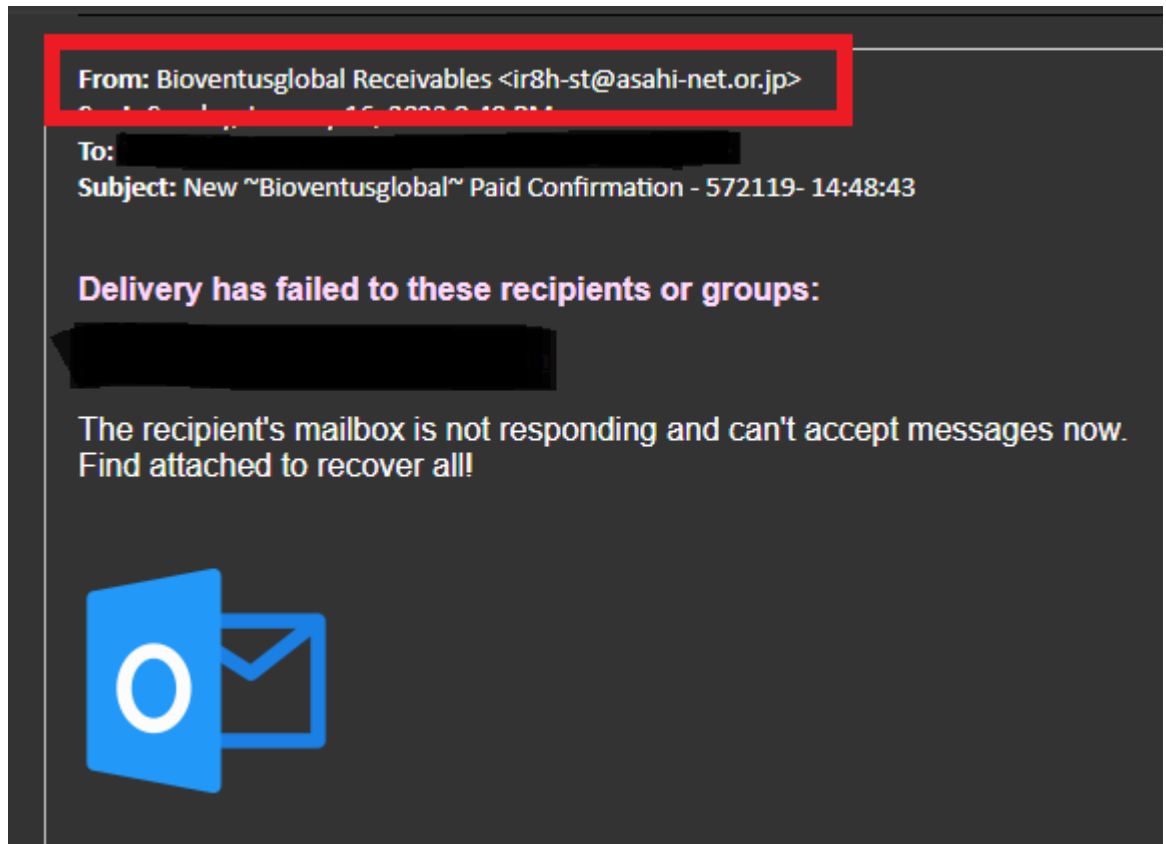 From: Bioventusglobal Receivables <ir8h-st@asahi-net.or.jp>
To:
Subject: New ~Bioventusglobal~ Paid Confirmation - 572119- 14:48:43
Delivery has failed to these recipients or groups:
The recipient's mailbox is not responding and can't accept messages now.
Find attached to recover all!
O